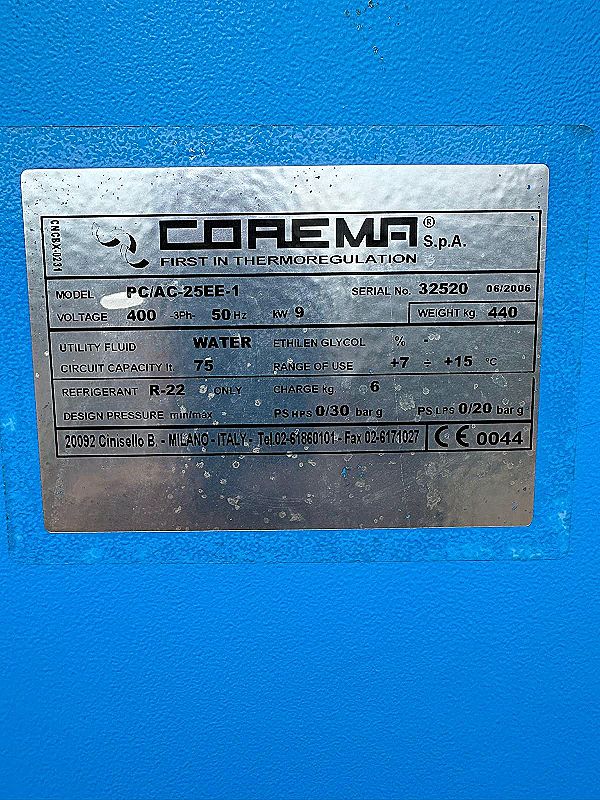 CNCBX-0231
COREMA® S.p.A.
FIRST IN THERMOREGULATION
MODEL PC/AC-25EE-1 SERIAL No. 32520 06/2006
VOLTAGE 400 -3Ph- 50 Hz kW 9 WEIGHT kg 440
UTILITY FLUID WATER ETHILEN GLYCOL % -
CIRCUIT CAPACITY lt. 75 RANGE OF USE +7 ÷ +15 °C
REFRIGERANT R-22 ONLY CHARGE kg 6
DESIGN PRESSURE min/max PS HPS 0/30 bar g PS LPS 0/20 bar g
20092 Cinisello B. - MILANO - ITALY - Tel.02-61860101 - Fax 02-6171027 CE 0044